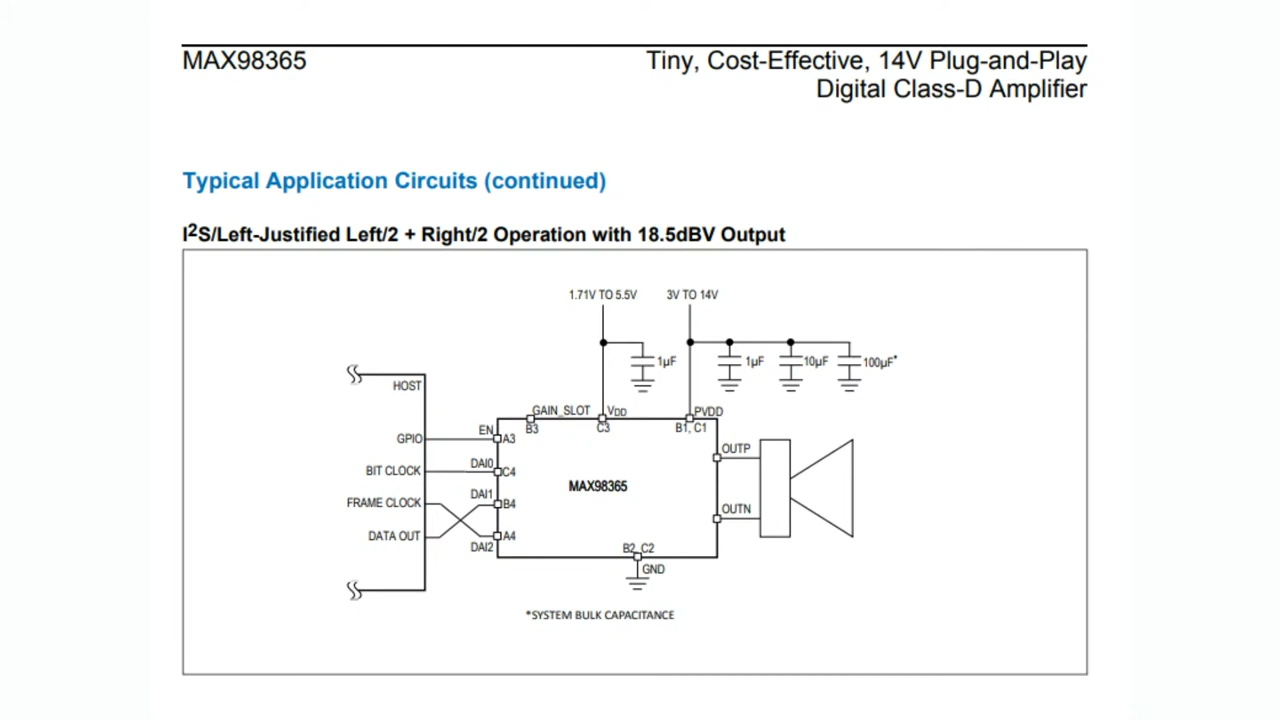 MAX98365
Tiny, Cost-Effective, 14V Plug-and-Play
Digital Class-D Amplifier
Typical Application Circuits (continued)
I2S/Left-Justified Left/2 + Right/2 Operation with 18.5dBV Output
1.71V TO 5.5V
3V TO 14V
1µF
1µF
10µF
100µF*
HOST
GAIN_SLOT
VDD
PVDD
B3
C3
B1, C1
GPIO
EN
A3
OUTP
BIT CLOCK
DAI0
C4
MAX98365
FRAME CLOCK
DAI1
B4
OUTN
DATA OUT
DAI2
A4
B2, C2
GND
*SYSTEM BULK CAPACITANCE